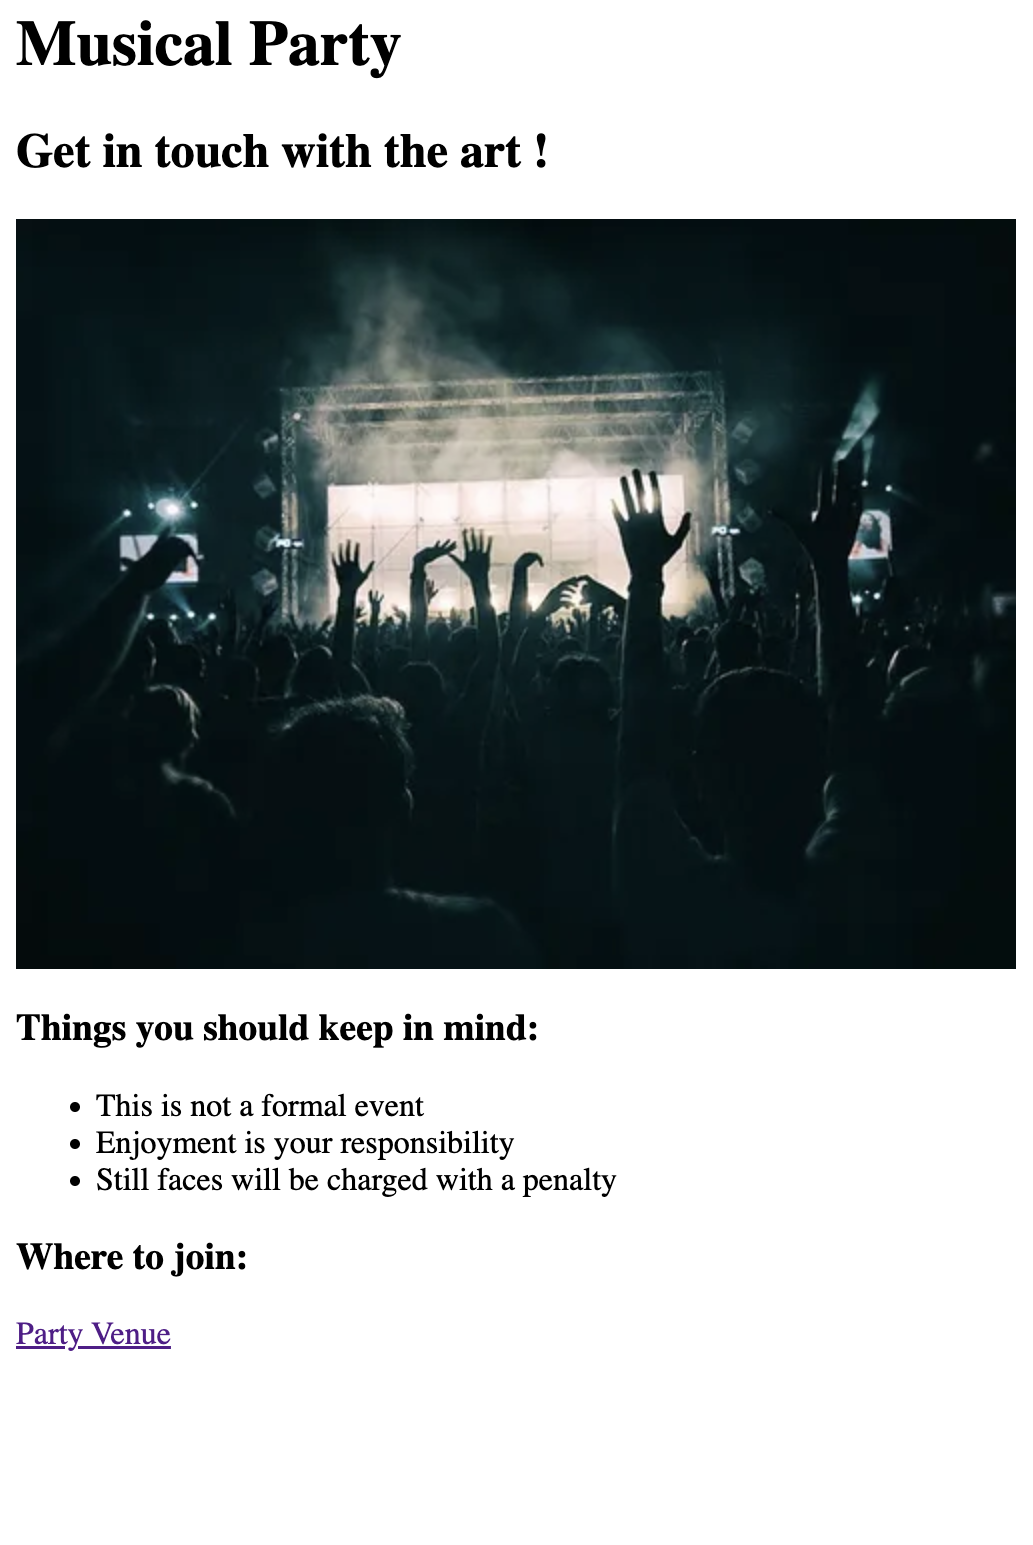 Musical Party
Get in touch with the art !
Things you should keep in mind:
This is not a formal event
Enjoyment is your responsibility
Still faces will be charged with a penalty
Where to join:
Party Venue